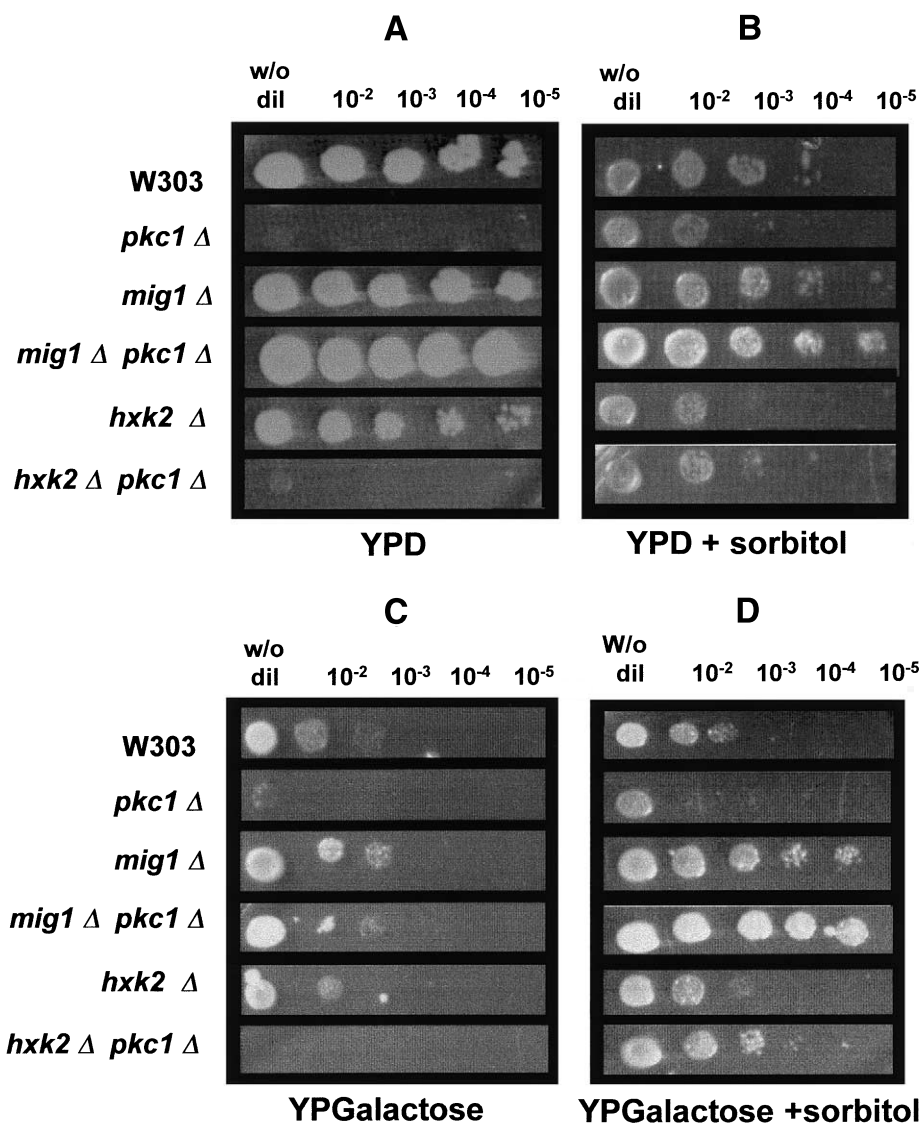 A
B
w/o
dil 10-2 10-3 10-4 10-5
w/o
dil 10-2 10-3 10-4 10-5
W303
pkc1 Δ
mig1 Δ
mig1 Δ pkc1 Δ
hxk2 Δ
hxk2 Δ pkc1 Δ
YPD
YPD + sorbitol
C
D
w/o
dil 10-2 10-3 10-4 10-5
W/o
dil 10-2 10-3 10-4 10-5
W303
pkc1 Δ
mig1 Δ
mig1 Δ pkc1 Δ
hxk2 Δ
hxk2 Δ pkc1 Δ
YPGalactose
YPGalactose +sorbitol